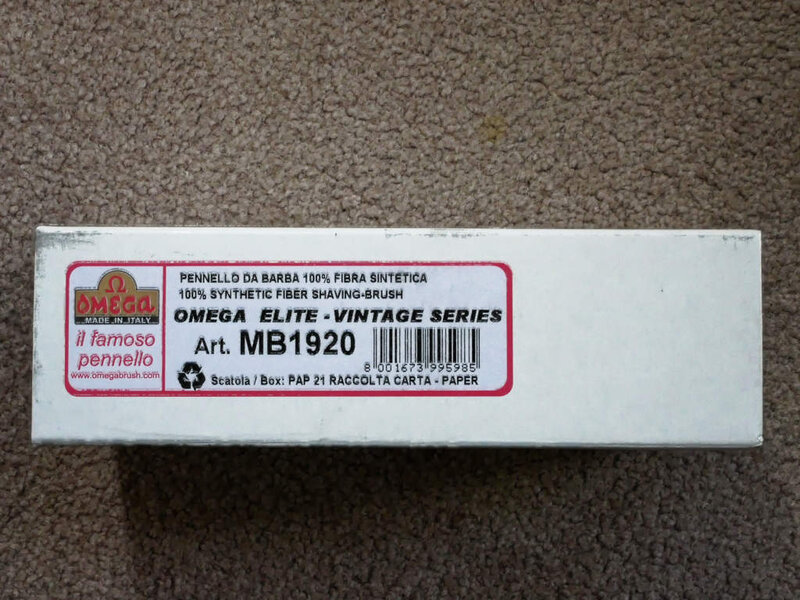 Ω
OMEGA
MADE IN ITALY
il famoso
pennello
www.omegabrush.com
PENNELLO DA BARBA 100% FIBRA SINTETICA
100% SYNTHETIC FIBER SHAVING-BRUSH
OMEGA ELITE - VINTAGE SERIES
Art. MB1920
8 001673 995985
Scatola / Box: PAP 21 RACCOLTA CARTA - PAPER